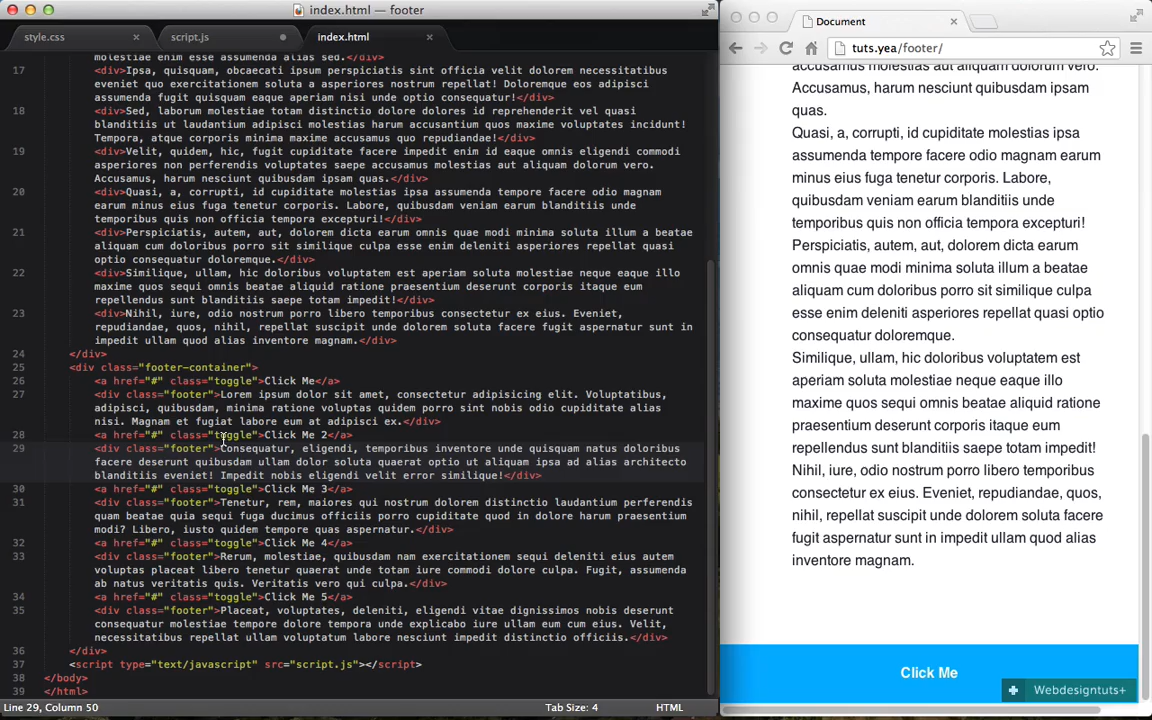 index.html — footer
style.css × script.js index.html ×
molestiae enim esse assumenda alias sed.</div>
17 <div>Ipsa, quisquam, obcaecati ipsum perspiciatis sint officia velit dolorem necessitatibus
eveniet quo exercitationem soluta quaerat a asperiores nostrum repellat! Doloremque eos adipisci
assumenda fugit quisquam eaque aperiam nisi unde optio consequatur!</div>
18 <div>Sed, laborum molestiae totam distinctio dolore dolores id reprehenderit vel quas
blanditiis ut laudantium adipisci molestias harum accusantium quos maxime voluptates incidunt!
Tempora, atque corporis minima maxime accusamus quo repudiandae!</div>
19 <div>Velit, quidem, hic, fugit cupiditate facere impedit enim id eaque omnis eligendi commodi
asperiores non perferendis voluptates saepe accusamus molestias aut aliquam dolorum vero.
Accusamus, harum nesciunt quibusdam ipsam quas.</div>
20 <div>Quasi, a, corrupti, id cupiditate molestias ipsa assumenda tempore facere odio magnam
earum minus eius fuga tenetur corporis. Labore, quibusdam veniam earum blanditiis unde
temporibus quis non officia tempora excepturi!</div>
21 <div>Perspiciatis, autem, aut, dolorem dicta earum omnis quae modi minima soluta illum a beatae
aliquam cum doloribus porro sit similique culpa esse enim deleniti asperiores repellat quasi
optio consequatur doloremque.</div>
22 <div>Similique, ullam, hic doloribus voluptatem est aperiam soluta molestiae neque eaque illo
maxime quos sequi omnis beatae aliquid ratione praesentium deserunt corporis itaque eum
repellendus sunt blanditiis saepe totam impedit!</div>
23 <div>Nihil, iure, odio nostrum porro libero temporibus consectetur ex eius. Eveniet,
repudiandae, quos, nihil, repellat suscipit unde dolorem soluta facere fugit aspernatur sunt in
impedit ullam quod alias inventore magnam.</div>
24 </div>
25 <div class="footer-container">
26 <a href="#" class="toggle">Click Me</a>
27 <div class="footer">Lorem ipsum dolor sit amet, consectetur adipisicing elit. Voluptatibus,
adipisci, quibusdam, minima ratione voluptas quidem porro sint nobis odio cupiditate alias
nisi. Magnam et fugiat labore eum at adipisci ex.</div>
28 <a href="#" class="toggle">Click Me 2</a>
29 <div class="footer">Consequatur, eligendi, temporibus inventore unde quisquam natus doloribus
facere deserunt quibusdam ullam dolor soluta quaerat optio ut aliquam ipsa ad alias architecto
blanditiis eveniet! Impedit nobis eligendi velit error similique!</div>
30 <a href="#" class="toggle">Click Me 3</a>
31 <div class="footer">Tenetur, rem, maiores qui nostrum dolorem distinctio laudantium perferendis
quam beatae quia sequi fuga ducimus officiis porro cupiditate quod in dolore harum praesentium
modi? Libero, iusto quidem tempore quas aspernatur.</div>
32 <a href="#" class="toggle">Click Me 4</a>
33 <div class="footer">Rerum, molestiae, quibusdam nam exercitationem sequi deleniti eius autem
voluptas placeat libero tenetur quaerat unde totam iure commodi dolore culpa. Fugit, assumenda
ab natus veritatis quis. Veritatis vero qui culpa.</div>
34 <a href="#" class="toggle">Click Me 5</a>
35 <div class="footer">Placeat, voluptates, deleniti, eligendi vitae dignissimos nobis deserunt
consequatur molestiae tempore dolore tempora unde explicabo iure ullam eum cum eius. Velit,
necessitatibus repellat ullam voluptatum labore nesciunt impedit distinctio officiis.</div>
36 </div>
37 <script type="text/javascript" src="script.js"></script>
38 </body>
39 </html>
Line 29, Column 50 Tab Size: 4 HTML
Document ×
tuts.yea/footer/
accusamus molestias aut aliquam dolorum vero.
Accusamus, harum nesciunt quibusdam ipsam
quas.
Quasi, a, corrupti, id cupiditate molestias ipsa
assumenda tempore facere odio magnam earum
minus eius fuga tenetur corporis. Labore,
quibusdam veniam earum blanditiis unde
temporibus quis non officia tempora excepturi!
Perspiciatis, autem, aut, dolorem dicta earum
omnis quae modi minima soluta illum a beatae
aliquam cum doloribus porro sit similique culpa
esse enim deleniti asperiores repellat quasi optio
consequatur doloremque.
Similique, ullam, hic doloribus voluptatem est
aperiam soluta molestiae neque eaque illo
maxime quos sequi omnis beatae aliquid ratione
praesentium deserunt corporis itaque eum
repellendus sunt blanditiis saepe totam impedit!
Nihil, iure, odio nostrum porro libero temporibus
consectetur ex eius. Eveniet, repudiandae, quos,
nihil, repellat suscipit unde dolorem soluta facere
fugit aspernatur sunt in impedit ullam quod alias
inventore magnam.
Click Me
Webdesigntuts+